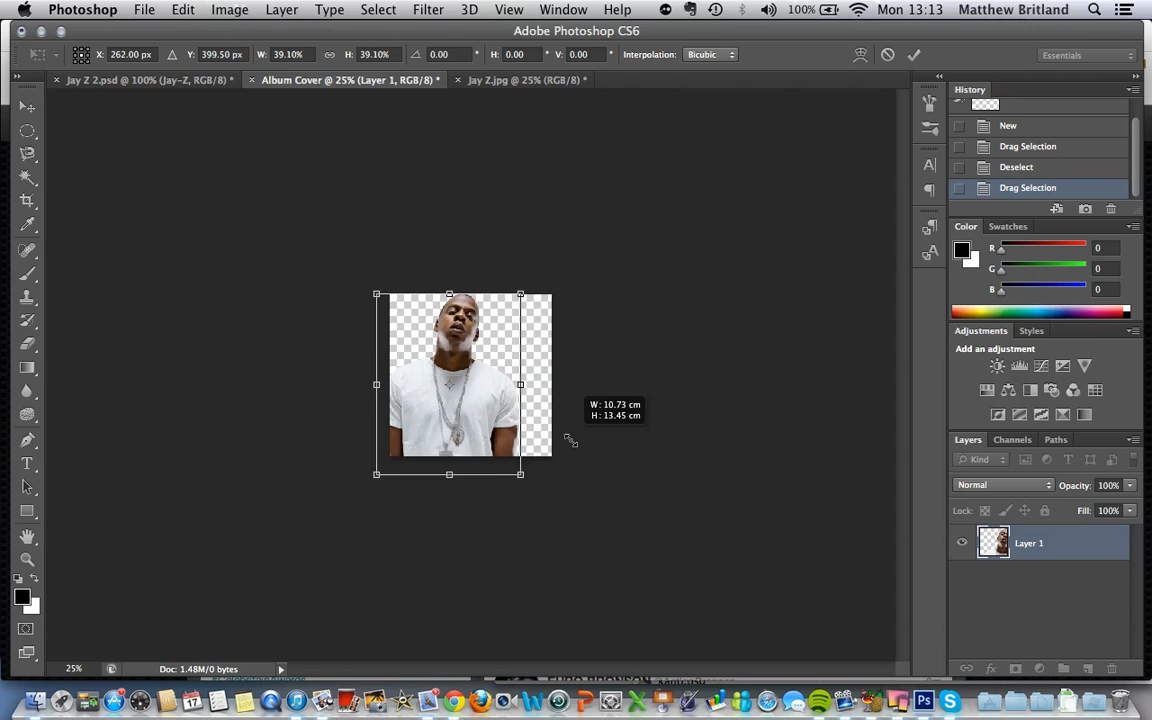 Photoshop File Edit Image Layer Type Select Filter 3D View Window Help 100% Mon 13:13 Matthew Britland
Adobe Photoshop CS6
X: 262.00 px Y: 399.50 px W: 39.10% H: 39.10% 0.00 H: 0.00 V: 0.00 Interpolation: Bicubic Essentials
Jay Z 2.psd @ 100% (Jay-Z, RGB/8) * Album Cover @ 25% (Layer 1, RGB/8) * Jay Z.jpg @ 25% (RGB/8) *
History
New
Drag Selection
Deselect
Drag Selection
Color Swatches
R 0
G 0
B 0
Adjustments Styles
Add an adjustment
W: 10.73 cm
H: 13.45 cm
Layers Channels Paths
Kind
Normal Opacity: 100%
Lock: Fill: 100%
Layer 1
25% Doc: 1.48M/0 bytes